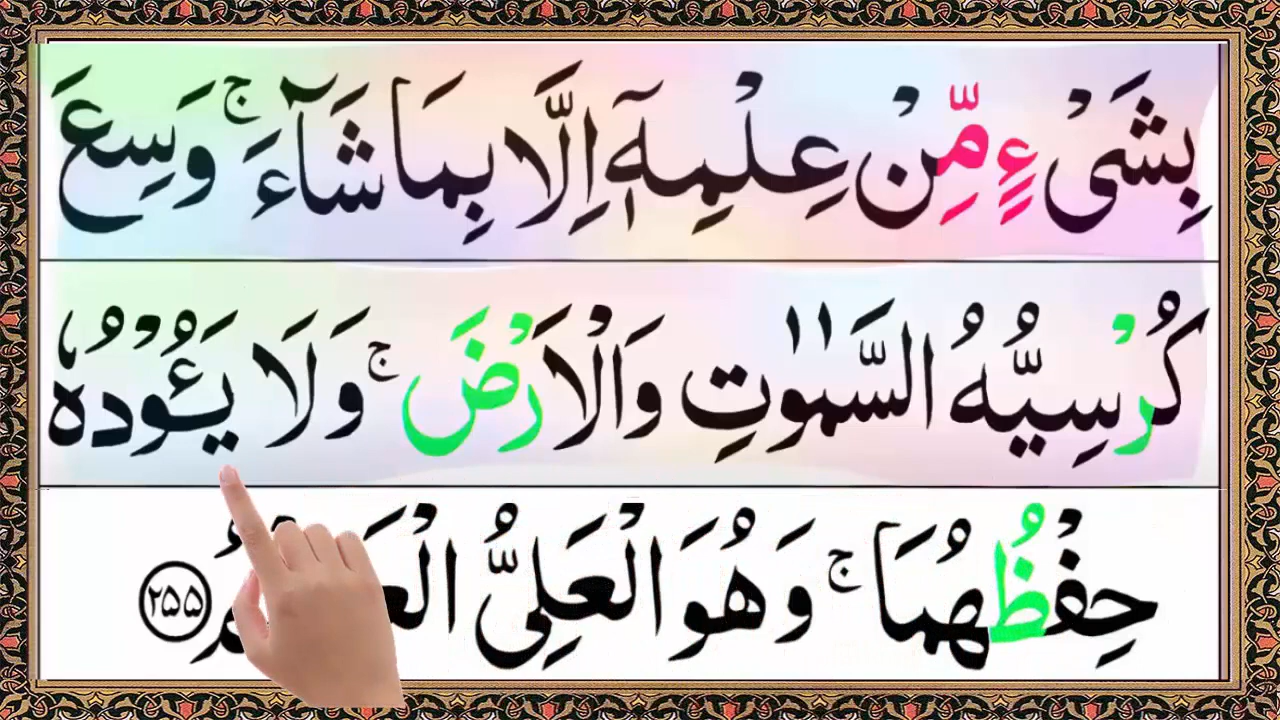 بِشَیْءٍ مِّنْ عِلْمِهٖۤ اِلَّا بِمَا شَآءَ ۚ وَسِعَ
كُرْسِیُّهُ السَّمٰوٰتِ وَالْاَرْضَ ۚ وَلَا یَـُٔوْدُهٗ
حِفْظُهُمَا ۚ وَهُوَ الْعَلِیُّ ۲۵۵